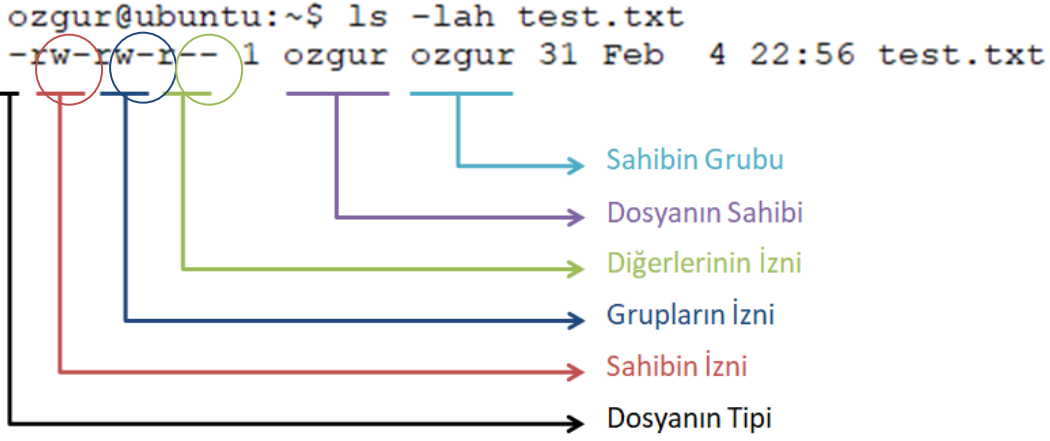 ozgur@ubuntu:~$ ls -lah test.txt
-rw-rw-r-- 1 ozgur ozgur 31 Feb  4 22:56 test.txt
Sahibin Grubu
Dosyanın Sahibi
Diğerlerinin İzni
Grupların İzni
Sahibin İzni
Dosyanın Tipi